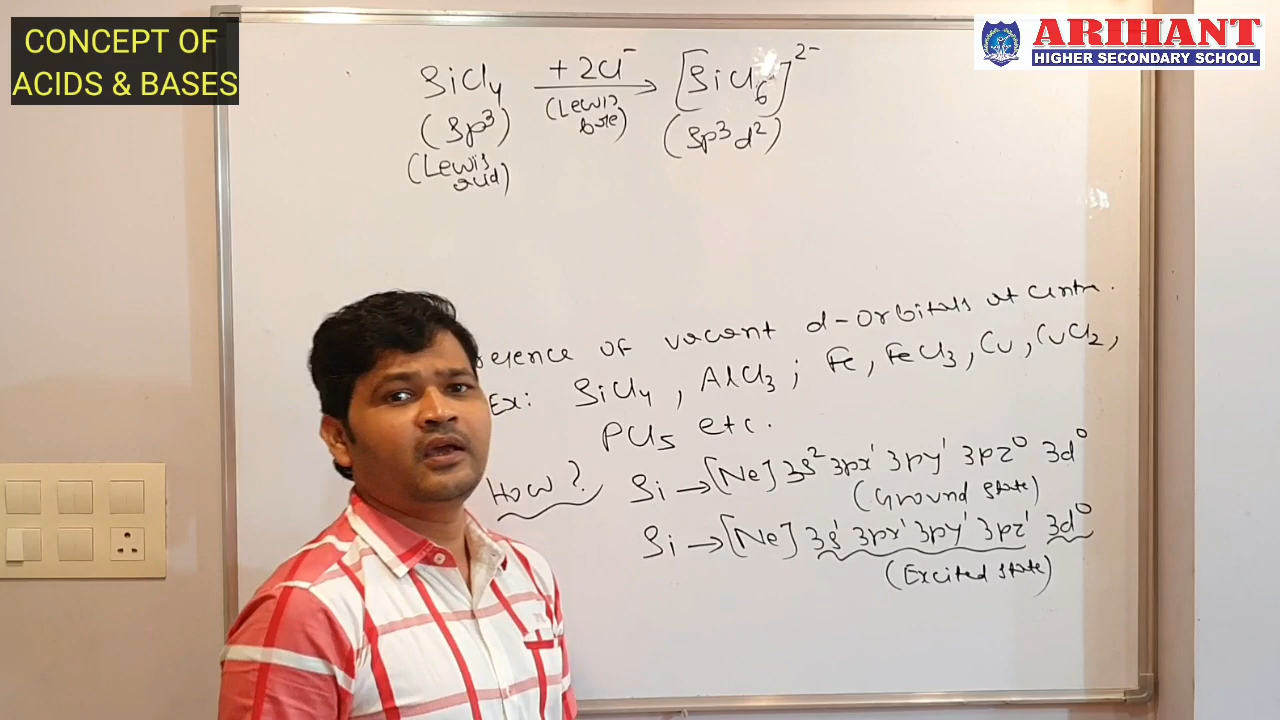 CONCEPT OF
ACIDS & BASES
ARIHANT
HIGHER SECONDARY SCHOOL
SiCl4 + 2Cl⁻ → [SiCl6]²⁻
(Sp³) (Lewis base) (Sp³d²)
(Lewis acid)
resence of vacant d-orbitals at centr.
Ex: SiCl4, AlCl3; Fe, FeCl3, Cu, CuCl2,
PCl5 etc.
How? Si → [Ne] 3s² 3px¹ 3py¹ 3pz⁰ 3d⁰
(Ground state)
Si → [Ne] 3s¹ 3px¹ 3py¹ 3pz¹ 3d⁰
(Excited state)